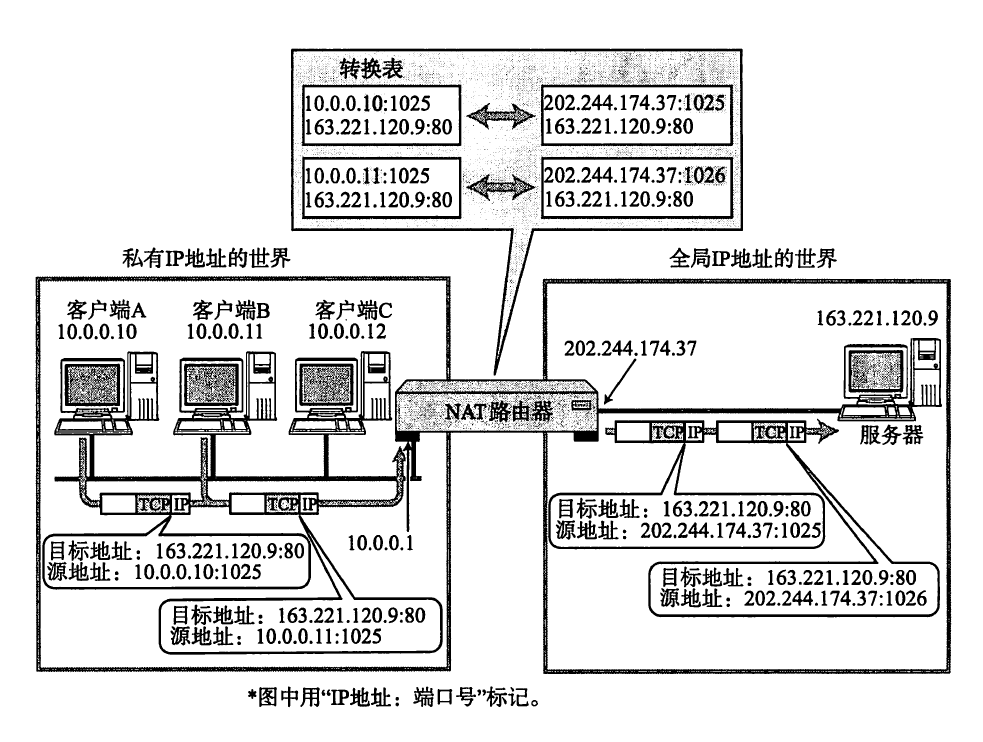 转换表
10.0.0.10:1025
163.221.120.9:80
202.244.174.37:1025
163.221.120.9:80
10.0.0.11:1025
163.221.120.9:80
202.244.174.37:1026
163.221.120.9:80
私有IP地址的世界
全局IP地址的世界
客户端A
10.0.0.10
客户端B
10.0.0.11
客户端C
10.0.0.12
163.221.120.9
202.244.174.37
NAT路由器
服务器
TCP IP
TCP IP
TCP IP
TCP IP
10.0.0.1
目标地址：163.221.120.9:80
源地址：10.0.0.10:1025
目标地址：163.221.120.9:80
源地址：10.0.0.11:1025
目标地址：163.221.120.9:80
源地址：202.244.174.37:1025
目标地址：163.221.120.9:80
源地址：202.244.174.37:1026
*图中用“IP地址：端口号”标记。